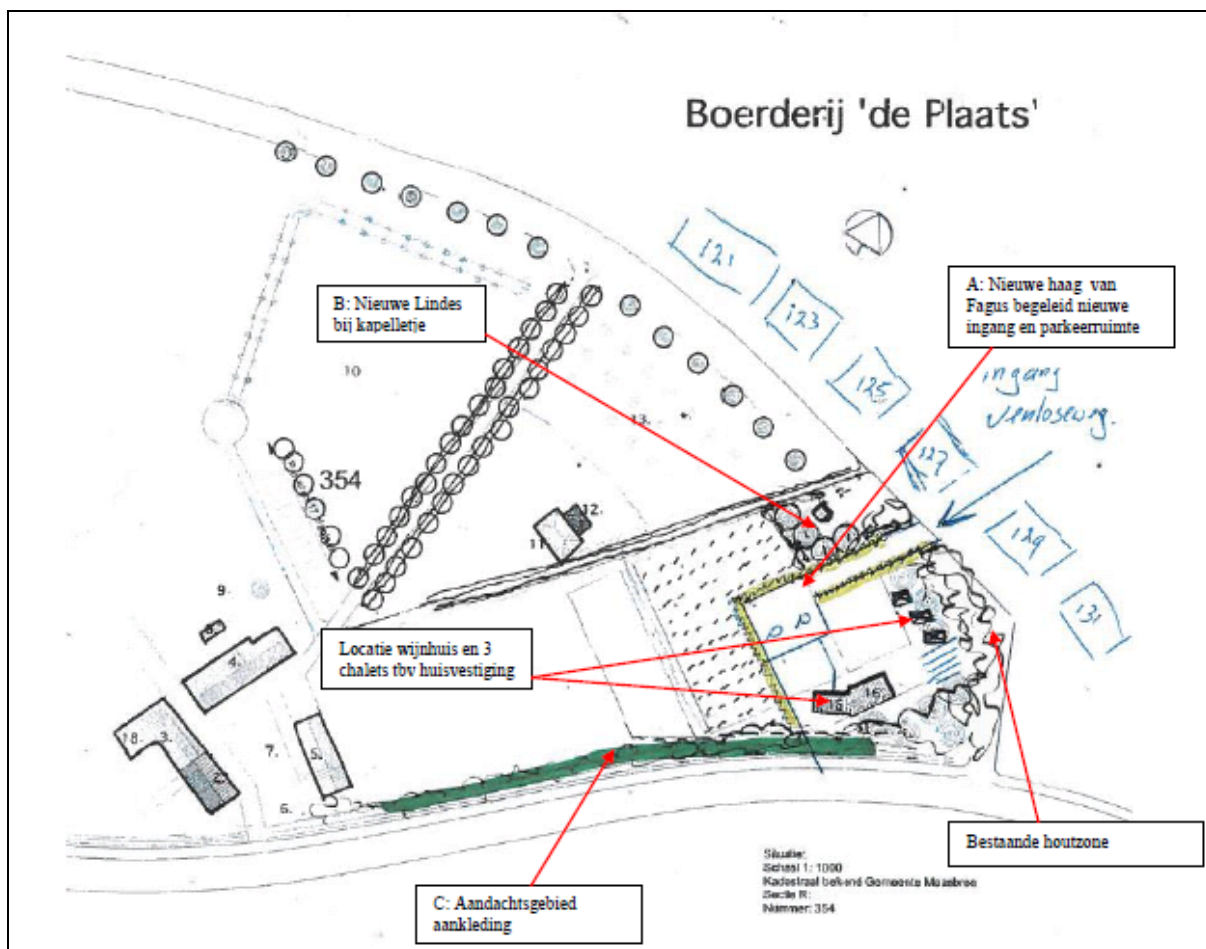 Boerderij 'de Plaats'
121
A: Nieuwe haag van
Fagus begeleid nieuwe
ingang en parkeerruimte
B: Nieuwe Lindes
bij kapelletje
123
125
ingang
Venloseweg.
10
13.
127
354
129
12.
11.
131
9.
P P
Locatie wijnhuis en 3
chalets tbv huisvestiging
4.
16
18.
3.
7.
5.
2.
6.
Bestaande houtzone
Situatie:
Schaal 1: 1000
Kadastraal bekend Gemeente Maasbree
Sectie R:
Nummer: 354
C: Aandachtsgebied
aankleding